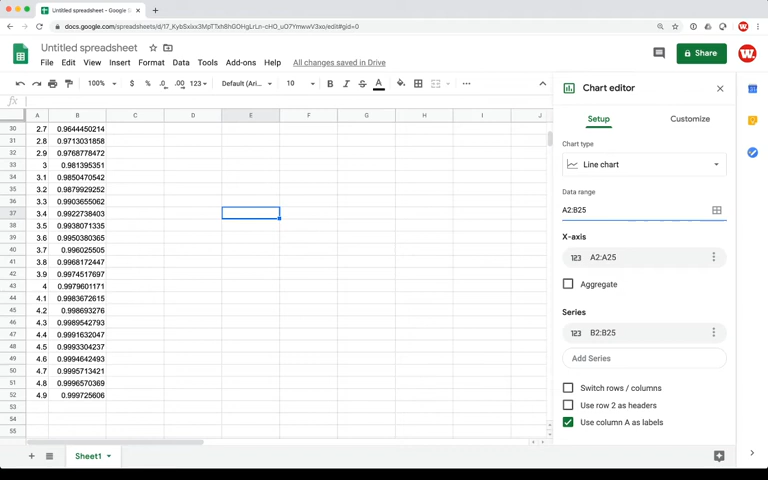 Untitled spreadsheet - Google S
docs.google.com/spreadsheets/d/17_KybSxixx3MpTTxh8hGOHgLrLn-cHO_uO7YmwwV3xo/edit#gid=0
Untitled spreadsheet
File Edit View Insert Format Data Tools Add-ons Help All changes saved in Drive
Share
100% $ % .0 .00 123 Default (Ari... 10 B I S A
fx
A B C D E F G H I J
30 2.7 0.9644450214
31 2.8 0.9713031858
32 2.9 0.9768778472
33 3 0.981395351
34 3.1 0.9850470542
35 3.2 0.9879929252
36 3.3 0.9903655062
37 3.4 0.9922738403
38 3.5 0.9938071335
39 3.6 0.9950380365
40 3.7 0.996025505
41 3.8 0.9968172447
42 3.9 0.9974517697
43 4 0.9979601171
44 4.1 0.9983672615
45 4.2 0.998693276
46 4.3 0.9989542793
47 4.4 0.9991632047
48 4.5 0.9993304237
49 4.6 0.9994642493
50 4.7 0.9995713421
51 4.8 0.9996570369
52 4.9 0.999725606
53
54
55
Sheet1
Chart editor
Setup Customize
Chart type
Line chart
Data range
A2:B25
X-axis
123 A2:A25
Aggregate
Series
123 B2:B25
Add Series
Switch rows / columns
Use row 2 as headers
Use column A as labels